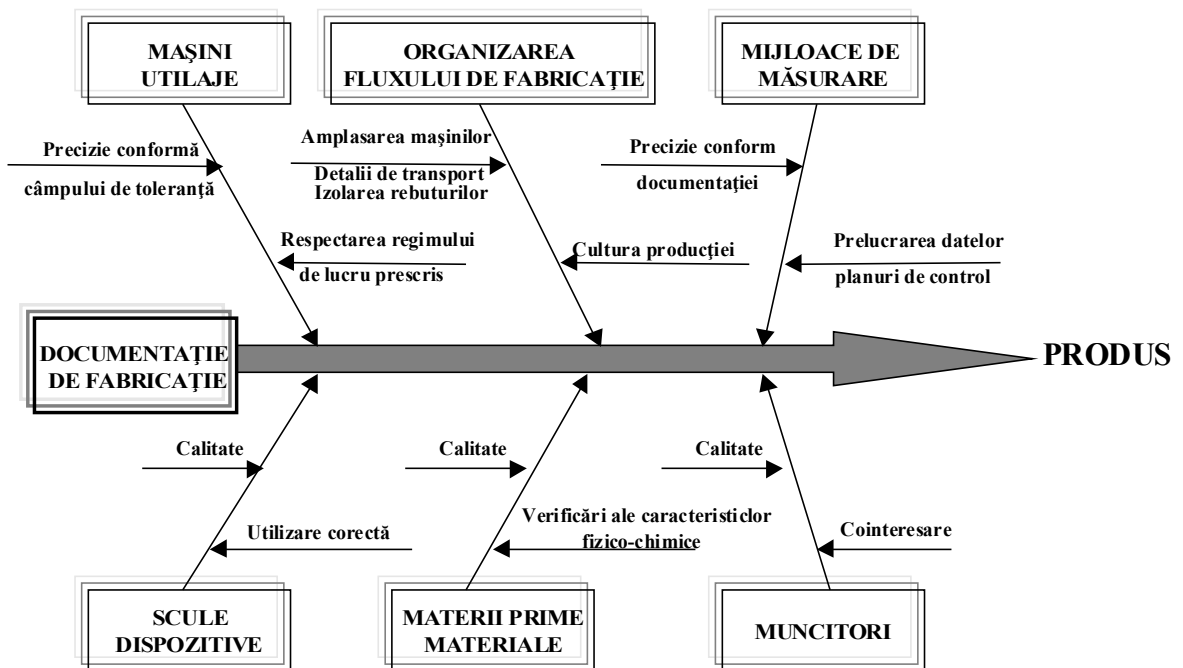 MAŞINI
UTILAJE
ORGANIZAREA
FLUXULUI DE FABRICAŢIE
MIJLOACE DE
MĂSURARE
Precizie conformă
câmpului de toleranţă
Amplasarea maşinilor
Detalii de transport
Izolarea rebuturilor
Precizie conform
documentaţiei
Respectarea regimului
de lucru prescris
Cultura producţiei
Prelucrarea datelor
planuri de control
DOCUMENTAŢIE
DE FABRICAŢIE
PRODUS
Calitate
Calitate
Calitate
Utilizare corectă
Verificări ale caracteristiclor
fizico-chimice
Cointeresare
SCULE
DISPOZITIVE
MATERII PRIME
MATERIALE
MUNCITORI